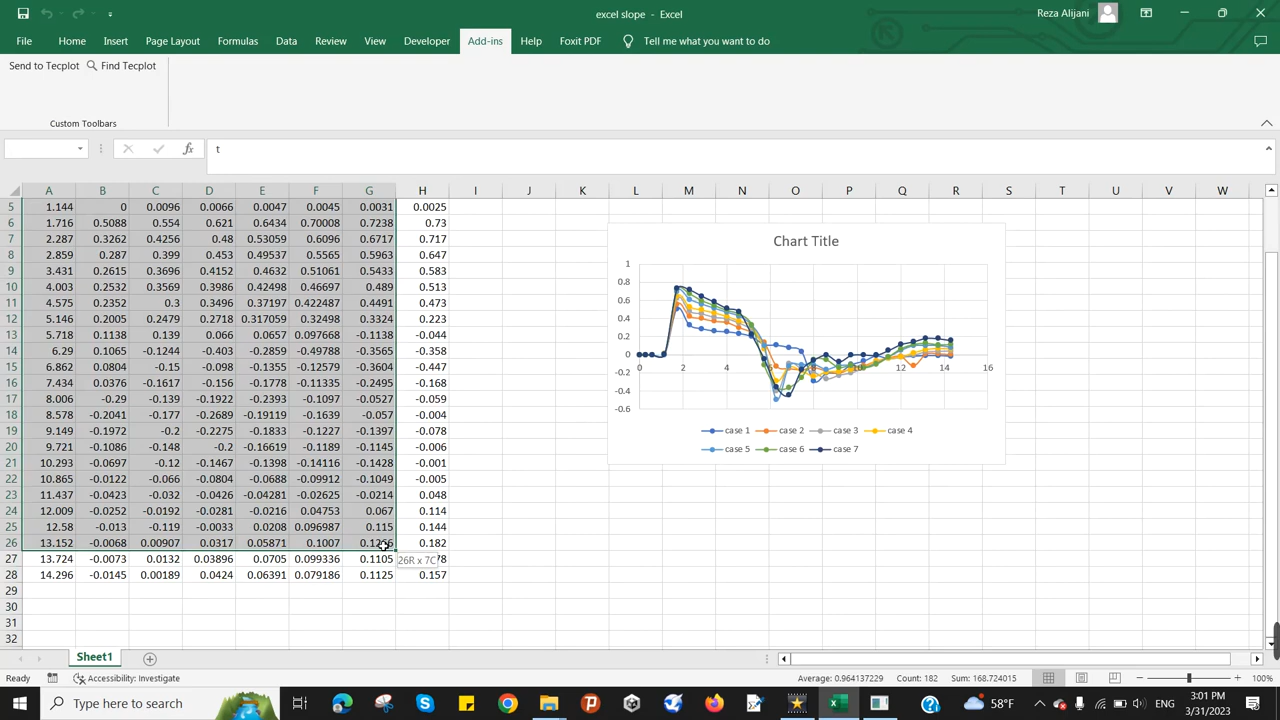 excel slope - Excel Reza Alijani
File Home Insert Page Layout Formulas Data Review View Developer Add-ins Help Foxit PDF Tell me what you want to do
Send to Tecplot Find Tecplot
Custom Toolbars
fx t
A B C D E F G H I J K L M N O P Q R S T U V W
5 1.144 0 0.0096 0.0066 0.0047 0.0045 0.0031 0.0025
6 1.716 0.5088 0.554 0.621 0.6434 0.70008 0.7238 0.73
7 2.287 0.3262 0.4256 0.48 0.53059 0.6096 0.6717 0.717
8 2.859 0.287 0.399 0.453 0.49537 0.5565 0.5963 0.647
9 3.431 0.2615 0.3696 0.4152 0.4632 0.51061 0.5433 0.583
10 4.003 0.2532 0.3569 0.3986 0.42498 0.46697 0.489 0.513
11 4.575 0.2352 0.3 0.3496 0.37197 0.422487 0.4491 0.473
12 5.146 0.2005 0.2479 0.2718 0.317059 0.32498 0.3324 0.223
13 5.718 0.1138 0.139 0.066 0.0657 0.097668 -0.1138 -0.044
14 6.29 0.1065 -0.1244 -0.403 -0.2859 -0.49788 -0.3565 -0.358
15 6.862 0.0804 -0.15 -0.098 -0.1355 -0.12579 -0.3604 -0.447
16 7.434 0.0376 -0.1617 -0.156 -0.1773 -0.11335 -0.2495 -0.168
17 8.006 -0.29 -0.139 -0.1922 -0.2393 -0.1097 -0.0527 -0.059
18 8.578 -0.2041 -0.177 -0.2689 -0.19119 -0.1639 -0.057 -0.004
19 9.149 -0.1972 -0.2 -0.2275 -0.1833 -0.1227 -0.1397 -0.078
20 9.721 -0.1086 -0.148 -0.2 -0.16619 -0.1189 -0.1145 -0.006
21 10.293 -0.0697 -0.12 -0.1467 -0.1398 -0.14116 -0.1428 -0.001
22 10.865 -0.0122 -0.066 -0.0804 -0.0688 -0.09912 -0.1049 -0.005
23 11.437 -0.0423 -0.032 -0.0426 -0.04281 -0.02625 -0.0214 0.048
24 12.009 -0.0252 -0.0192 -0.0281 -0.0216 0.04753 0.067 0.114
25 12.58 -0.013 -0.119 -0.0033 0.0208 0.096987 0.115 0.144
26 13.152 -0.0068 0.00907 0.0317 0.05871 0.1007 0.182
27 13.724 -0.0073 0.0132 0.03896 0.0705 0.099336 0.1105 78
26R x 7C
28 14.296 -0.0145 0.00189 0.0424 0.06391 0.079186 0.1125 0.157
29
30
31
32
Chart Title
1
0.8
0.6
0.4
0.2
0
-0.2
-0.4
-0.6
0 2 4 6 8 10 12 14 16
case 1 case 2 case 3 case 4
case 5 case 6 case 7
Sheet1
Ready Accessibility: Investigate Average: 0.964137229 Count: 182 Sum: 168.724015 100%
Type here to search 58°F 3:01 PM
3/31/2023